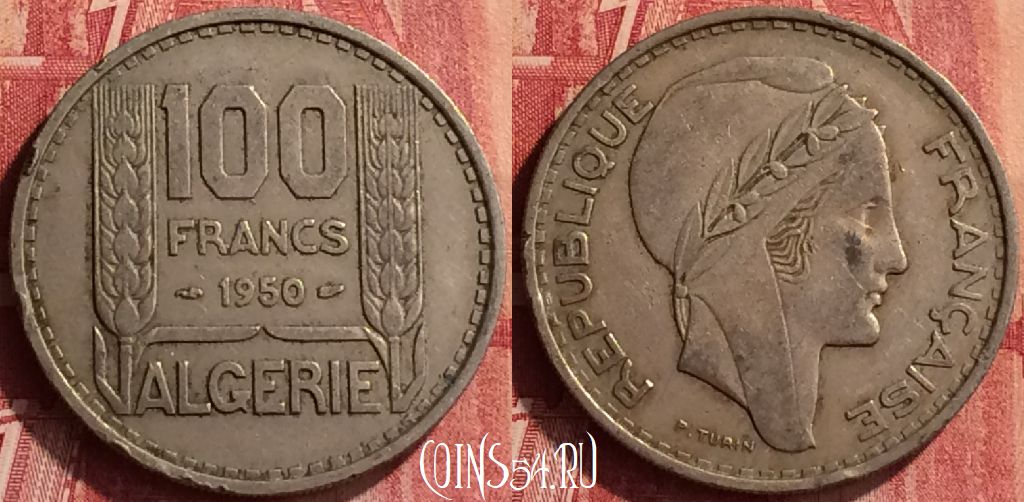 100
FRANCS
1950
ALGERIE
REPUBLIQUE FRANÇAISE
P. TURIN
COINS54.RU